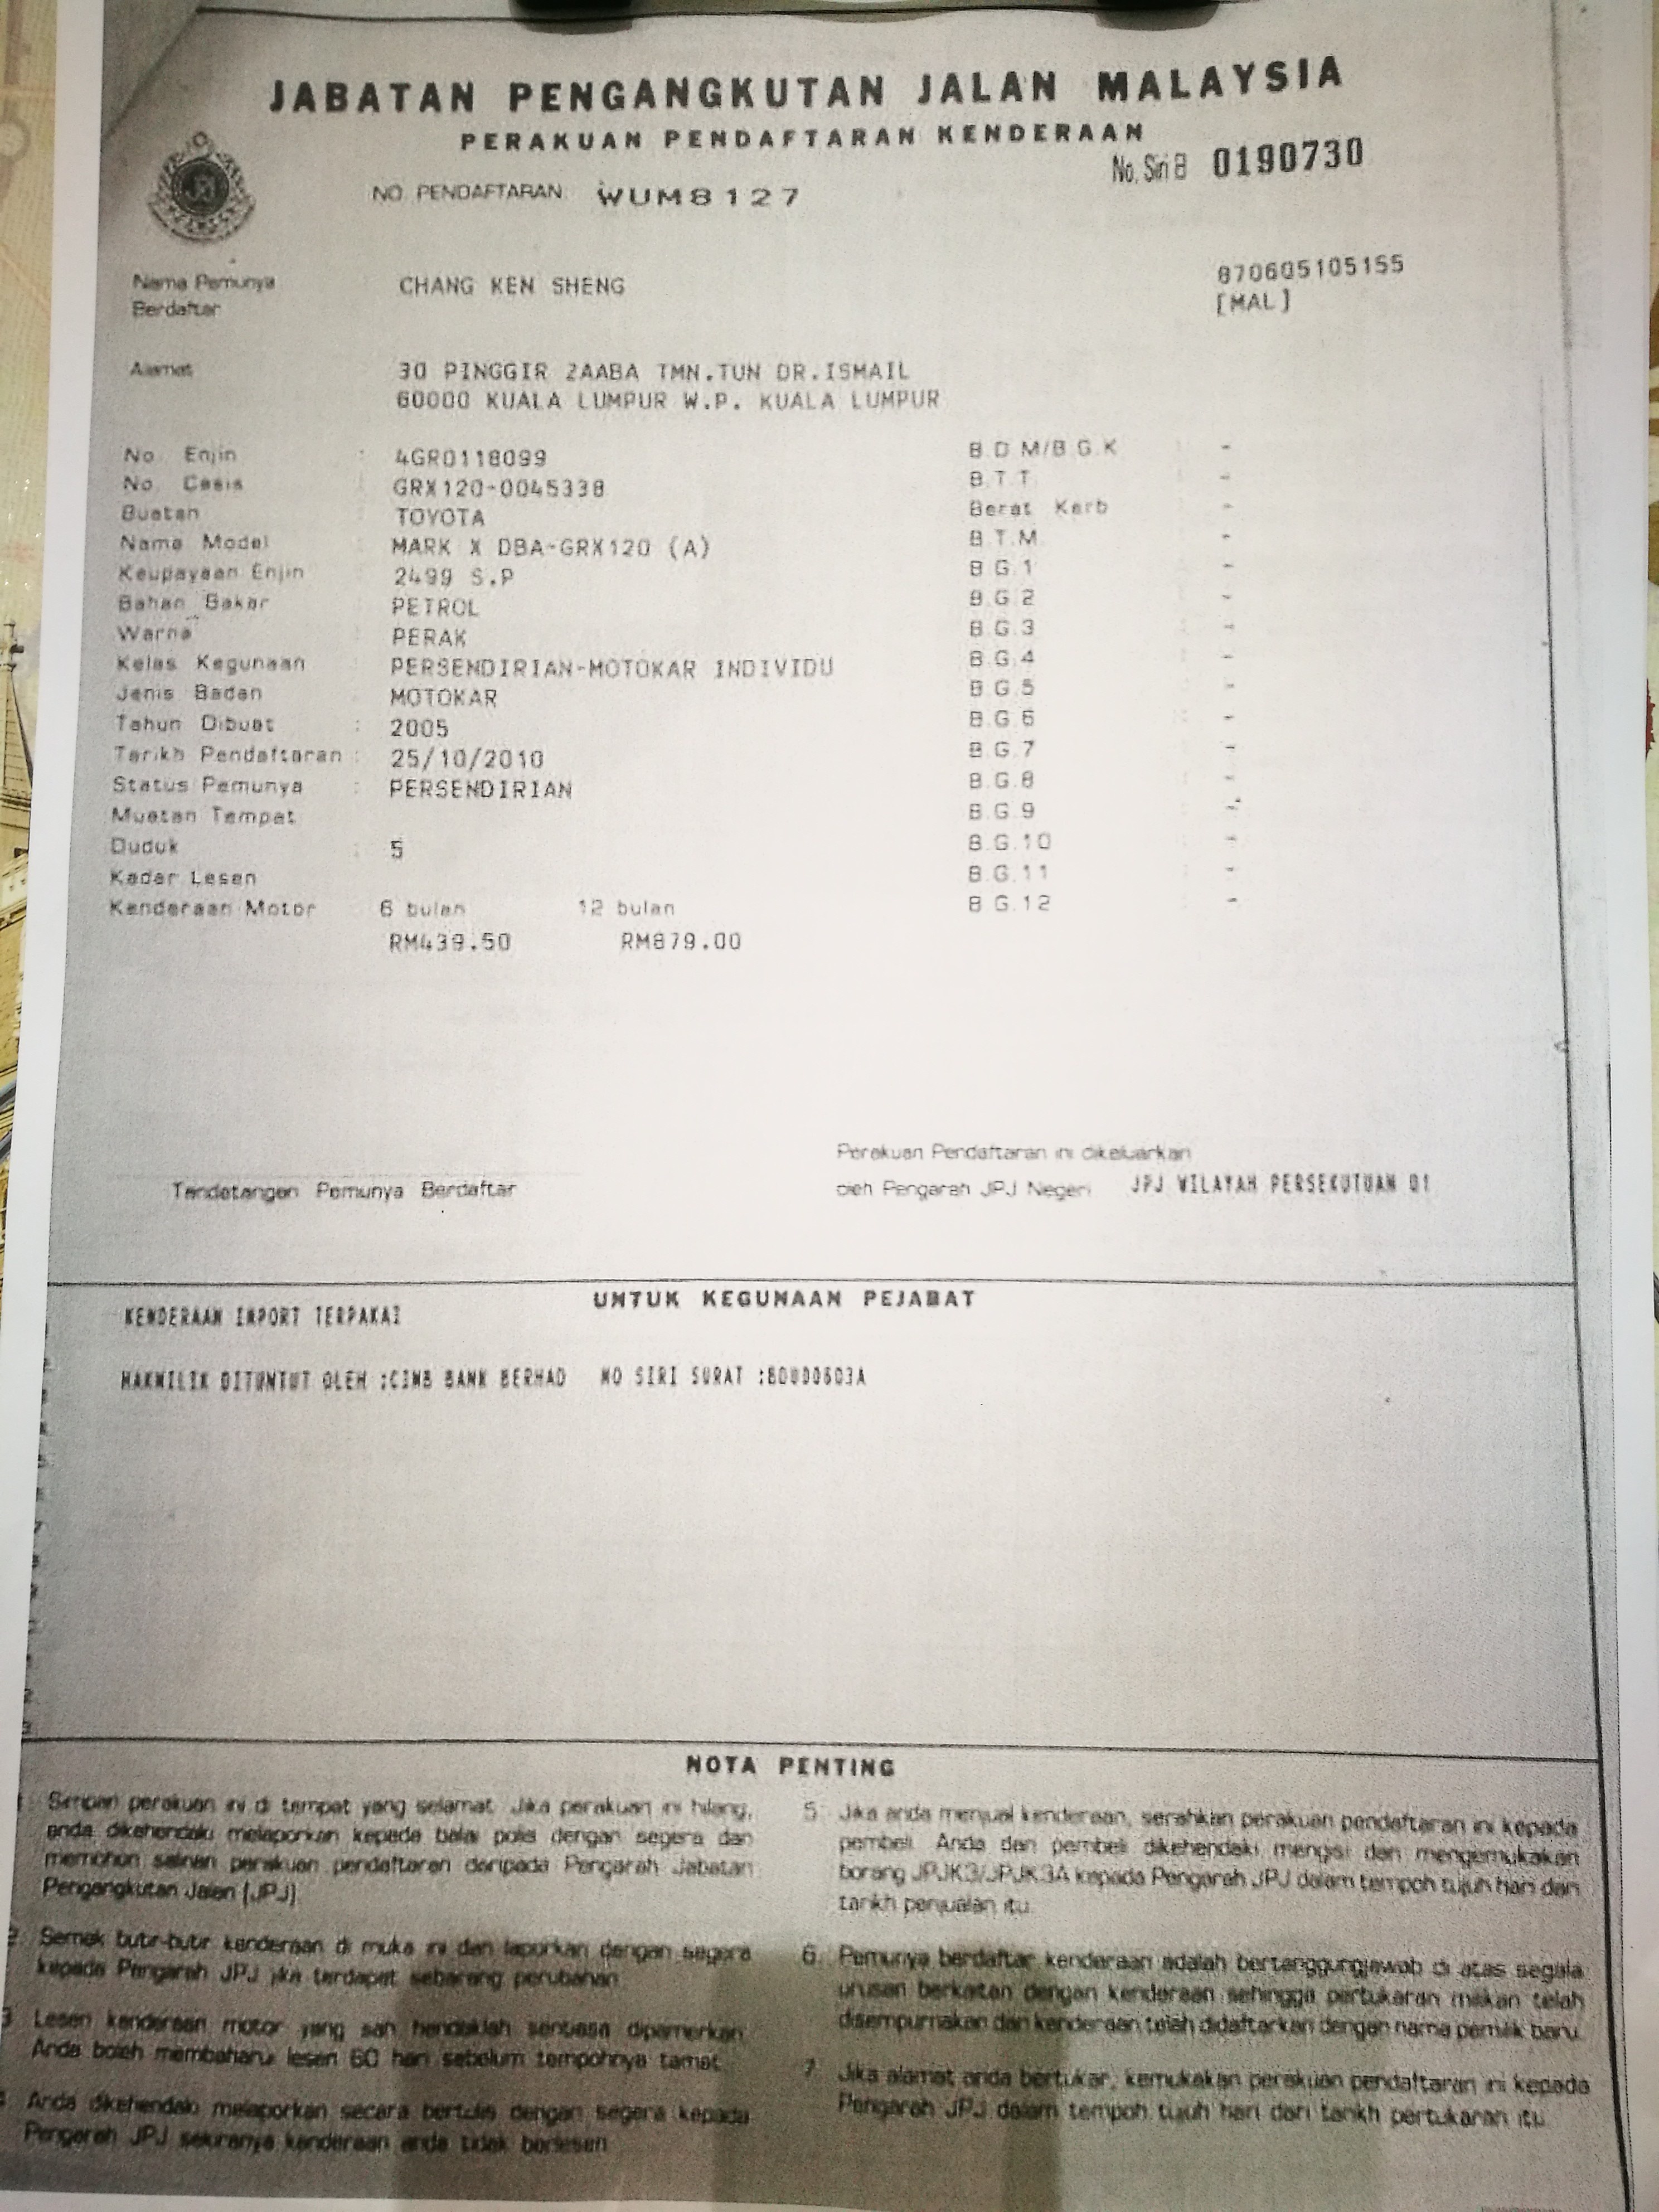 JABATAN PENGANGKUTAN JALAN MALAYSIA
PERAKUAN PENDAFTARAN KENDERAAN
No. Siri B 0190730
NO. PENDAFTARAN: WUM8127
Nama Pemunya Berdaftar : CHANG KEN SHENG 870605105155
[MAL]
Alamat 30 PINGGIR ZAABA TMN.TUN DR.ISMAIL
60000 KUALA LUMPUR W.P. KUALA LUMPUR
No. Enjin : 4GR0118099 B.D.M/B.G.K : -
No. Casis : GRX120-0045338 B.T.T. -
Buatan TOYOTA Berat Kerb -
Nama Model : MARK X DBA-GRX120 (A) B.T.M. -
Keupayaan Enjin : 2499 S.P B.G.1 -
Bahan Bakar : PETROL B.G.2 -
Warna : PERAK B.G.3 -
Kelas Kegunaan : PERSENDIRIAN-MOTOKAR INDIVIDU B.G.4 -
Jenis Badan : MOTOKAR B.G.5 -
Tahun Dibuat : 2005 B.G.6 -
Tarikh Pendaftaran : 25/10/2010 B.G.7 -
Status Pemunya : PERSENDIRIAN B.G.8 -
Muatan Tempat B.G.9 -
Duduk : 5 B.G.10 -
Kadar Lesen B.G.11 -
Kenderaan Motor 6 bulan 12 bulan B.G.12 -
RM439.50 RM879.00
Perakuan Pendaftaran ini dikeluarkan
Tandatangan Pemunya Berdaftar oleh Pengarah JPJ Negeri JPJ WILAYAH PERSEKUTUAN 01
UNTUK KEGUNAAN PEJABAT
KENDERAAN IMPORT TERPAKAI
HAKMILIK DITUNTUT OLEH :CIMB BANK BERHAD NO SIRI SURAT
NOTA PENTING
1 Simpan perakuan ini di tempat yang selamat. Jika perakuan ini hilang,
anda dikehendaki melaporkan kepada balai polis dengan segera dan
memohon salinan perakuan pendaftaran daripada Pengarah Jabatan
Pengangkutan Jalan (JPJ)
2 Semak butir-butir kenderaan di muka ini dan laporkan dengan segera
kepada Pengarah JPJ jika terdapat sebarang perubahan
3 Lesen kenderaan motor yang sah hendaklah sentiasa dipamerkan.
Anda boleh membaharui lesen 60 hari sebelum tempohnya tamat.
4 Anda dikehendaki melaporkan secara bertulis dengan segera kepada
Pengarah JPJ sekiranya kenderaan anda tidak berlesen
5. Jika anda menjual kenderaan, serahkan perakuan pendaftaran ini kepada
pembeli. Anda dan pembeli dikehendaki mengisi dan mengemukakan
borang JPJK3/JPJK3A kepada Pengarah JPJ dalam tempoh tujuh hari dari
tarikh penjualan itu.
6. Pemunya berdaftar kenderaan adalah bertanggungjawab di atas segala
urusan berkaitan dengan kenderaan sehingga pertukaran milikan telah
disempurnakan dan kenderaan telah didaftarkan dengan nama pemilik baru.
7. Jika alamat anda bertukar, kemukakan perakuan pendaftaran ini kepada
Pengarah JPJ dalam tempoh tujuh hari dari tarikh pertukaran itu